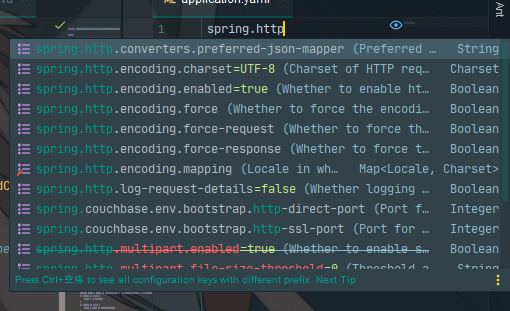 application.yaml
Ant
1 spring.http
spring.http.converters.preferred-json-mapper (Preferred … String
spring.http.encoding.charset=UTF-8 (Charset of HTTP req… Charset
spring.http.encoding.enabled=true (Whether to enable ht… Boolean
spring.http.encoding.force (Whether to force the encodi… Boolean
spring.http.encoding.force-request (Whether to force th… Boolean
spring.http.encoding.force-response (Whether to force t… Boolean
spring.http.encoding.mapping (Locale in wh… Map<Locale, Charset>
spring.http.log-request-details=false (Whether logging … Boolean
spring.couchbase.env.bootstrap.http-direct-port (Port f… Integer
spring.couchbase.env.bootstrap.http-ssl-port (Port for … Integer
spring.http.multipart.enabled=true (Whether to enable s… Boolean
spring.http.multipart.file-size-threshold=0 (Threshold a… String
Press Ctrl+空格 to see all configuration keys with different prefix Next Tip